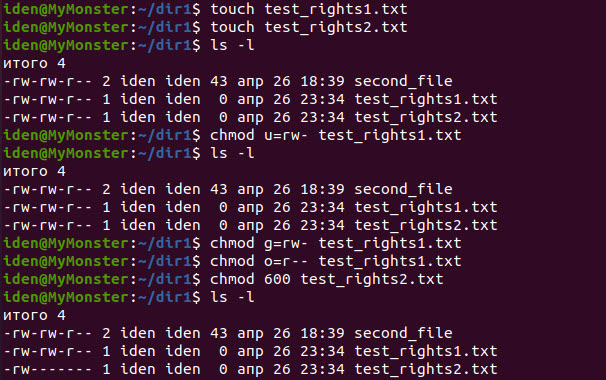 iden@MyMonster:~/dir1$ touch test_rights1.txt
iden@MyMonster:~/dir1$ touch test_rights2.txt
iden@MyMonster:~/dir1$ ls -l
итого 4
-rw-rw-r-- 2 iden iden 43 апр 26 18:39 second_file
-rw-rw-r-- 1 iden iden  0 апр 26 23:34 test_rights1.txt
-rw-rw-r-- 1 iden iden  0 апр 26 23:34 test_rights2.txt
iden@MyMonster:~/dir1$ chmod u=rw- test_rights1.txt
iden@MyMonster:~/dir1$ ls -l
итого 4
-rw-rw-r-- 2 iden iden 43 апр 26 18:39 second_file
-rw-rw-r-- 1 iden iden  0 апр 26 23:34 test_rights1.txt
-rw-rw-r-- 1 iden iden  0 апр 26 23:34 test_rights2.txt
iden@MyMonster:~/dir1$ chmod g=rw- test_rights1.txt
iden@MyMonster:~/dir1$ chmod o=r-- test_rights1.txt
iden@MyMonster:~/dir1$ chmod 600 test_rights2.txt
iden@MyMonster:~/dir1$ ls -l
итого 4
-rw-rw-r-- 2 iden iden 43 апр 26 18:39 second_file
-rw-rw-r-- 1 iden iden  0 апр 26 23:34 test_rights1.txt
-rw------- 1 iden iden  0 апр 26 23:34 test_rights2.txt